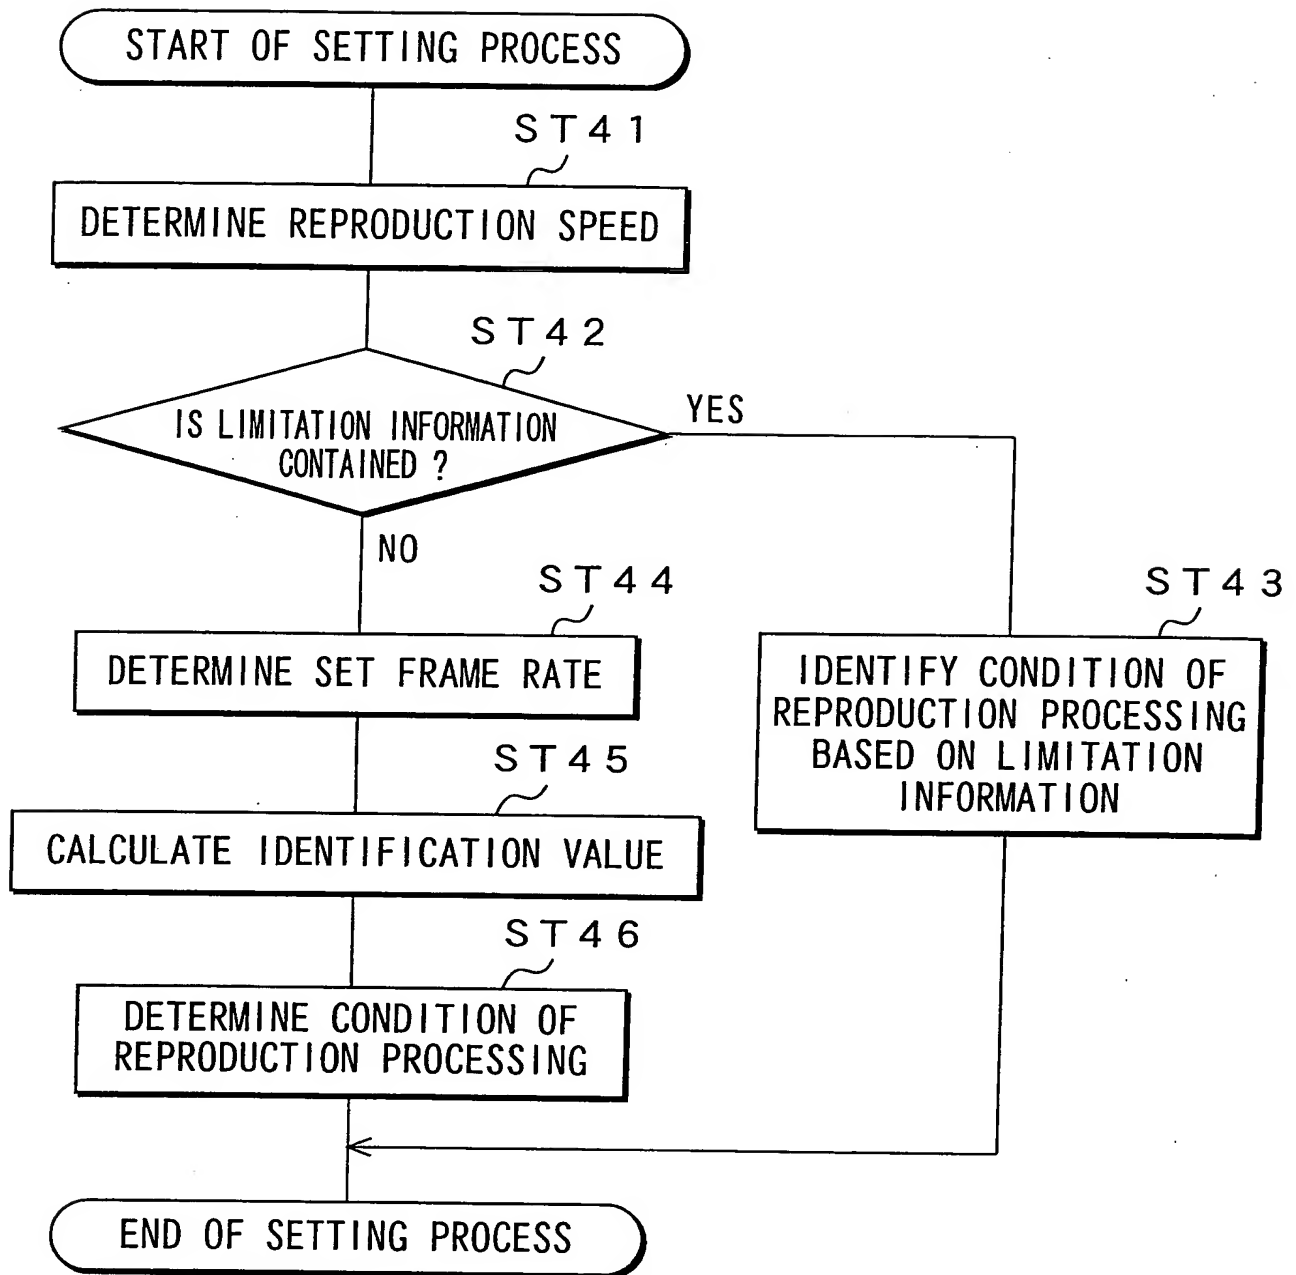 START OF SETTING PROCESS
ST41
DETERMINE REPRODUCTION SPEED
ST42
IS LIMITATION INFORMATION
CONTAINED ?
YES
NO
ST44
DETERMINE SET FRAME RATE
ST43
IDENTIFY CONDITION OF
REPRODUCTION PROCESSING
BASED ON LIMITATION
INFORMATION
ST45
CALCULATE IDENTIFICATION VALUE
ST46
DETERMINE CONDITION OF
REPRODUCTION PROCESSING
END OF SETTING PROCESS